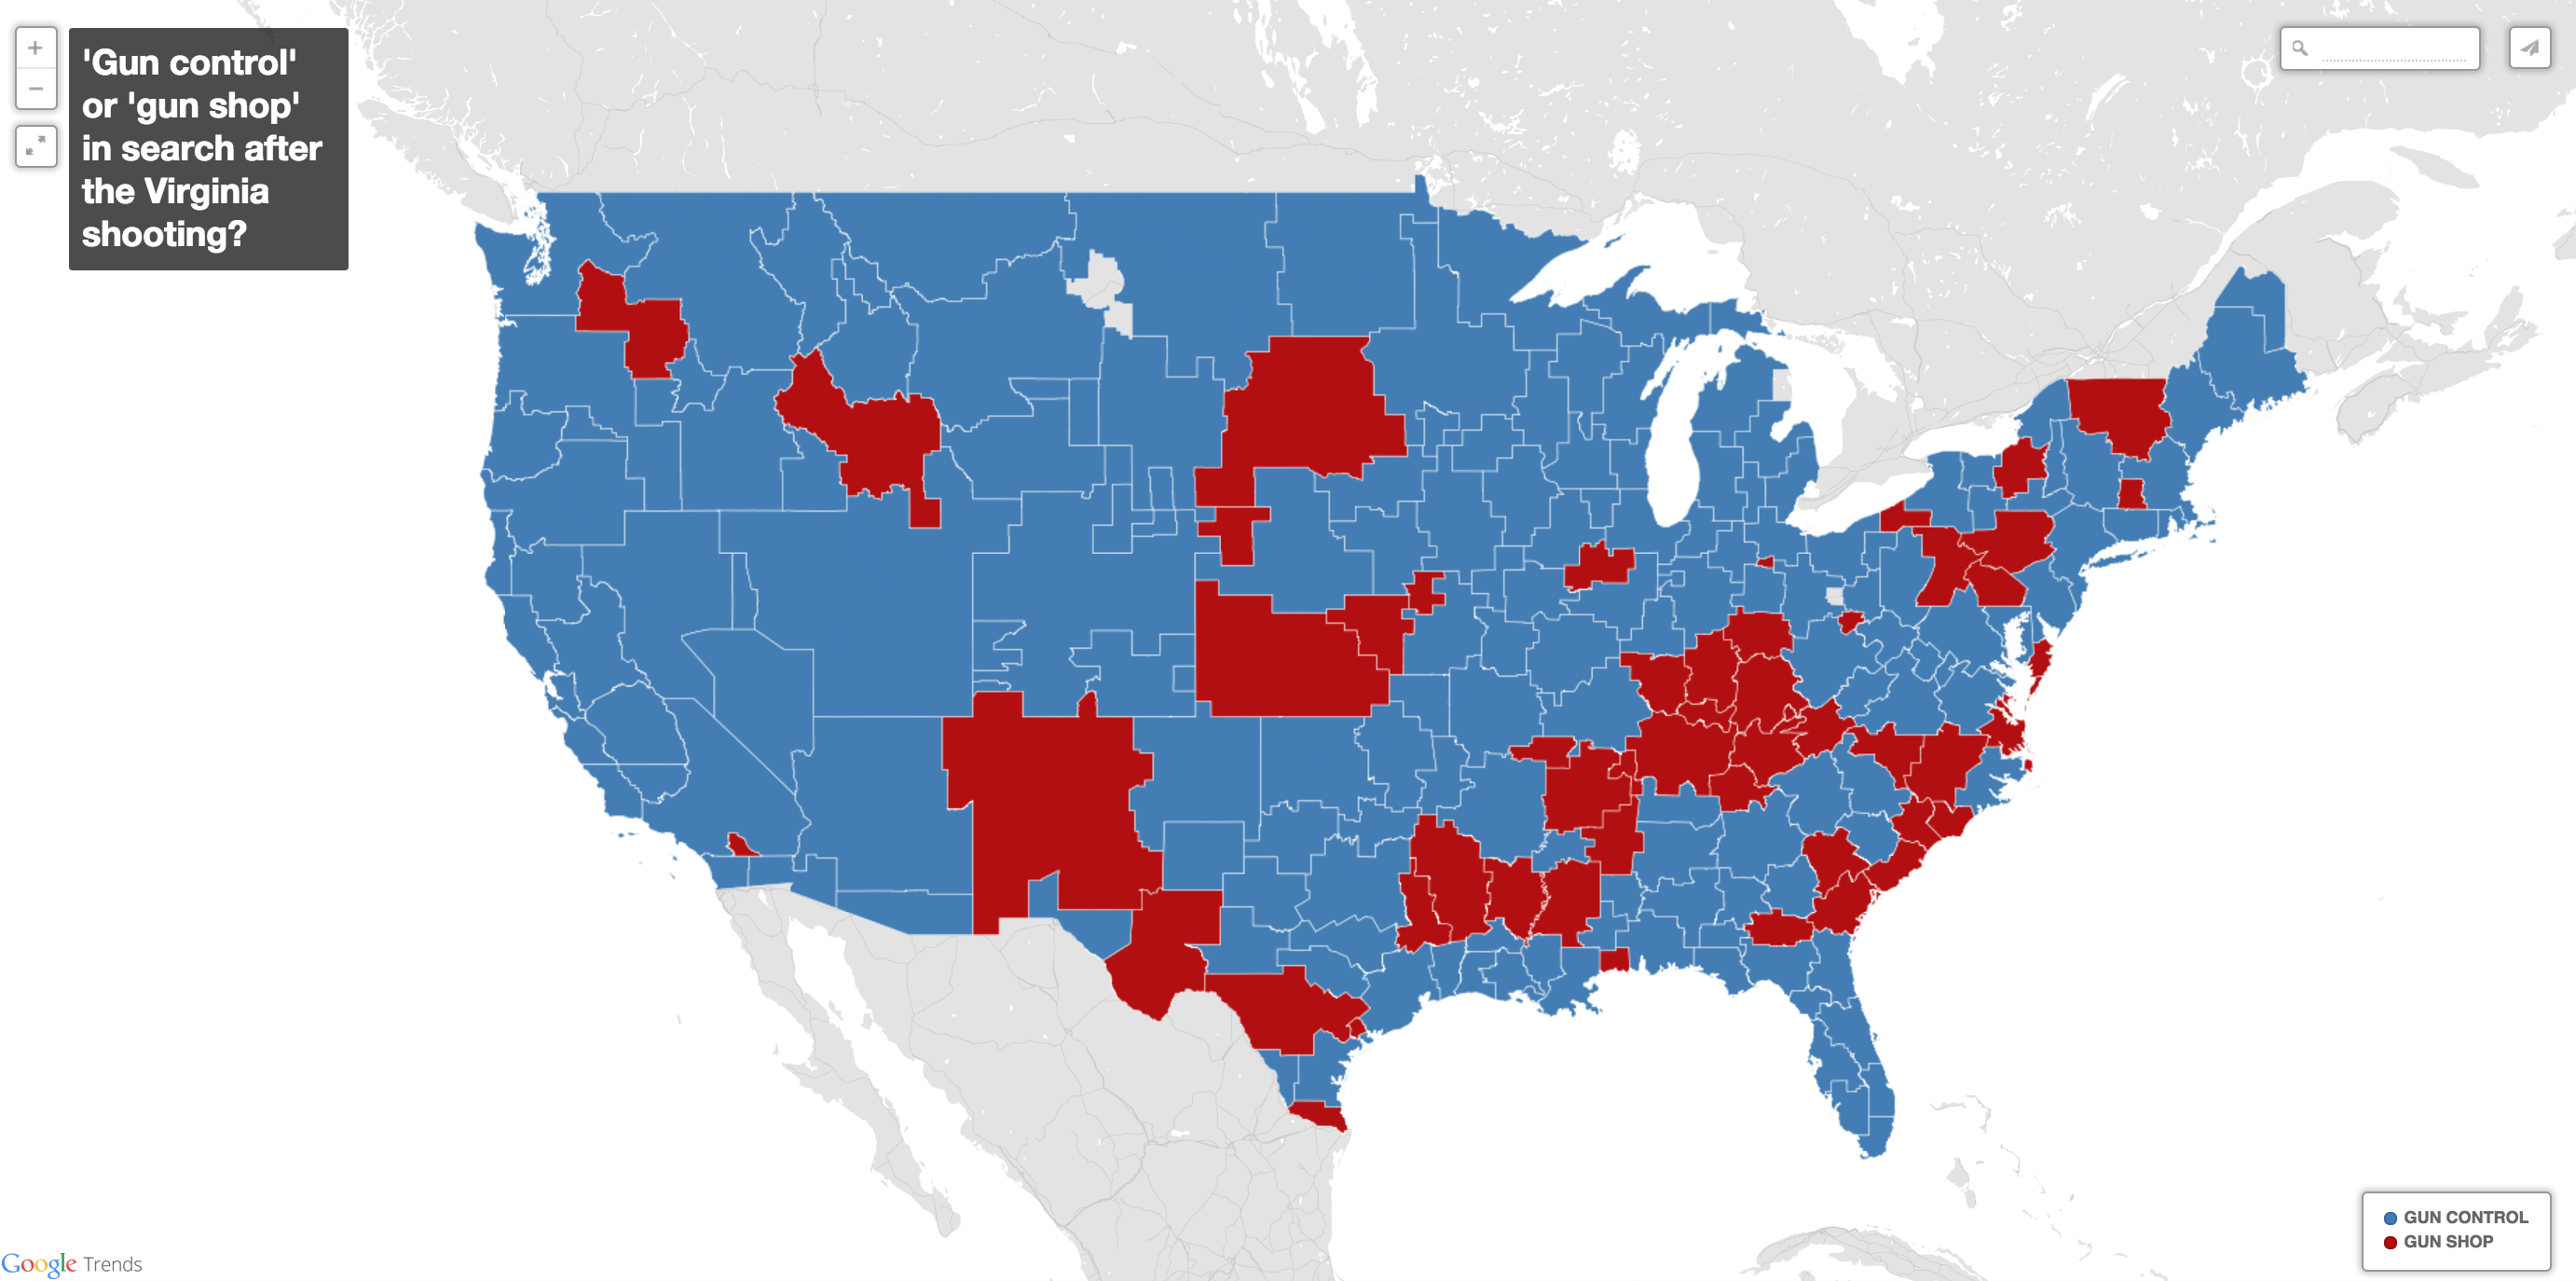 +
'Gun control'
or 'gun shop'
in search after
the Virginia
shooting?
−
GUN CONTROL
GUN SHOP
Google Trends